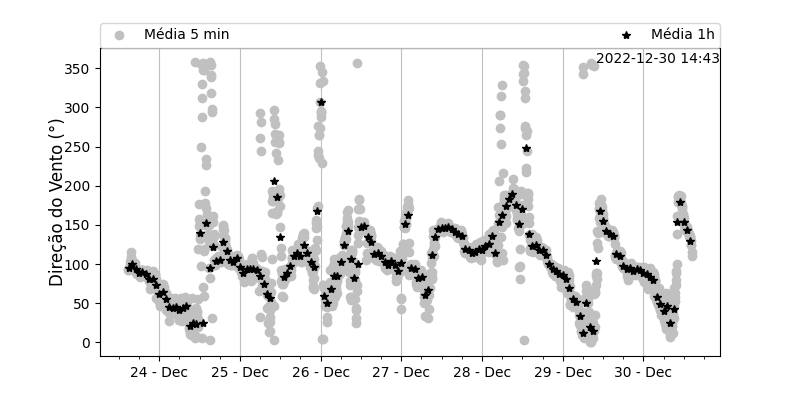 Média 5 min
Média 1h
2022-12-30 14:43
350
300
250
200
150
100
50
0
Direção do Vento (°)
24 - Dec
25 - Dec
26 - Dec
27 - Dec
28 - Dec
29 - Dec
30 - Dec